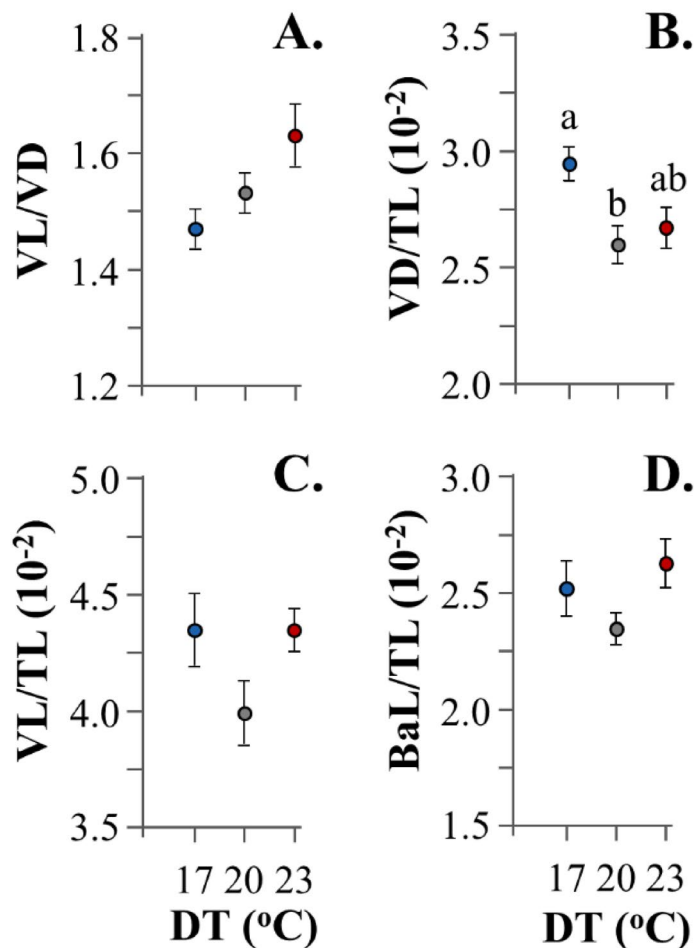 A.
VL/VD
1.8
1.6
1.4
1.2
B.
VD/TL (10⁻²)
3.5
3.0
2.5
2.0
a
b
ab
C.
VL/TL (10⁻²)
5.0
4.5
4.0
3.5
17 20 23
DT (ºC)
D.
BaL/TL (10⁻²)
3.0
2.5
2.0
1.5
17 20 23
DT (ºC)